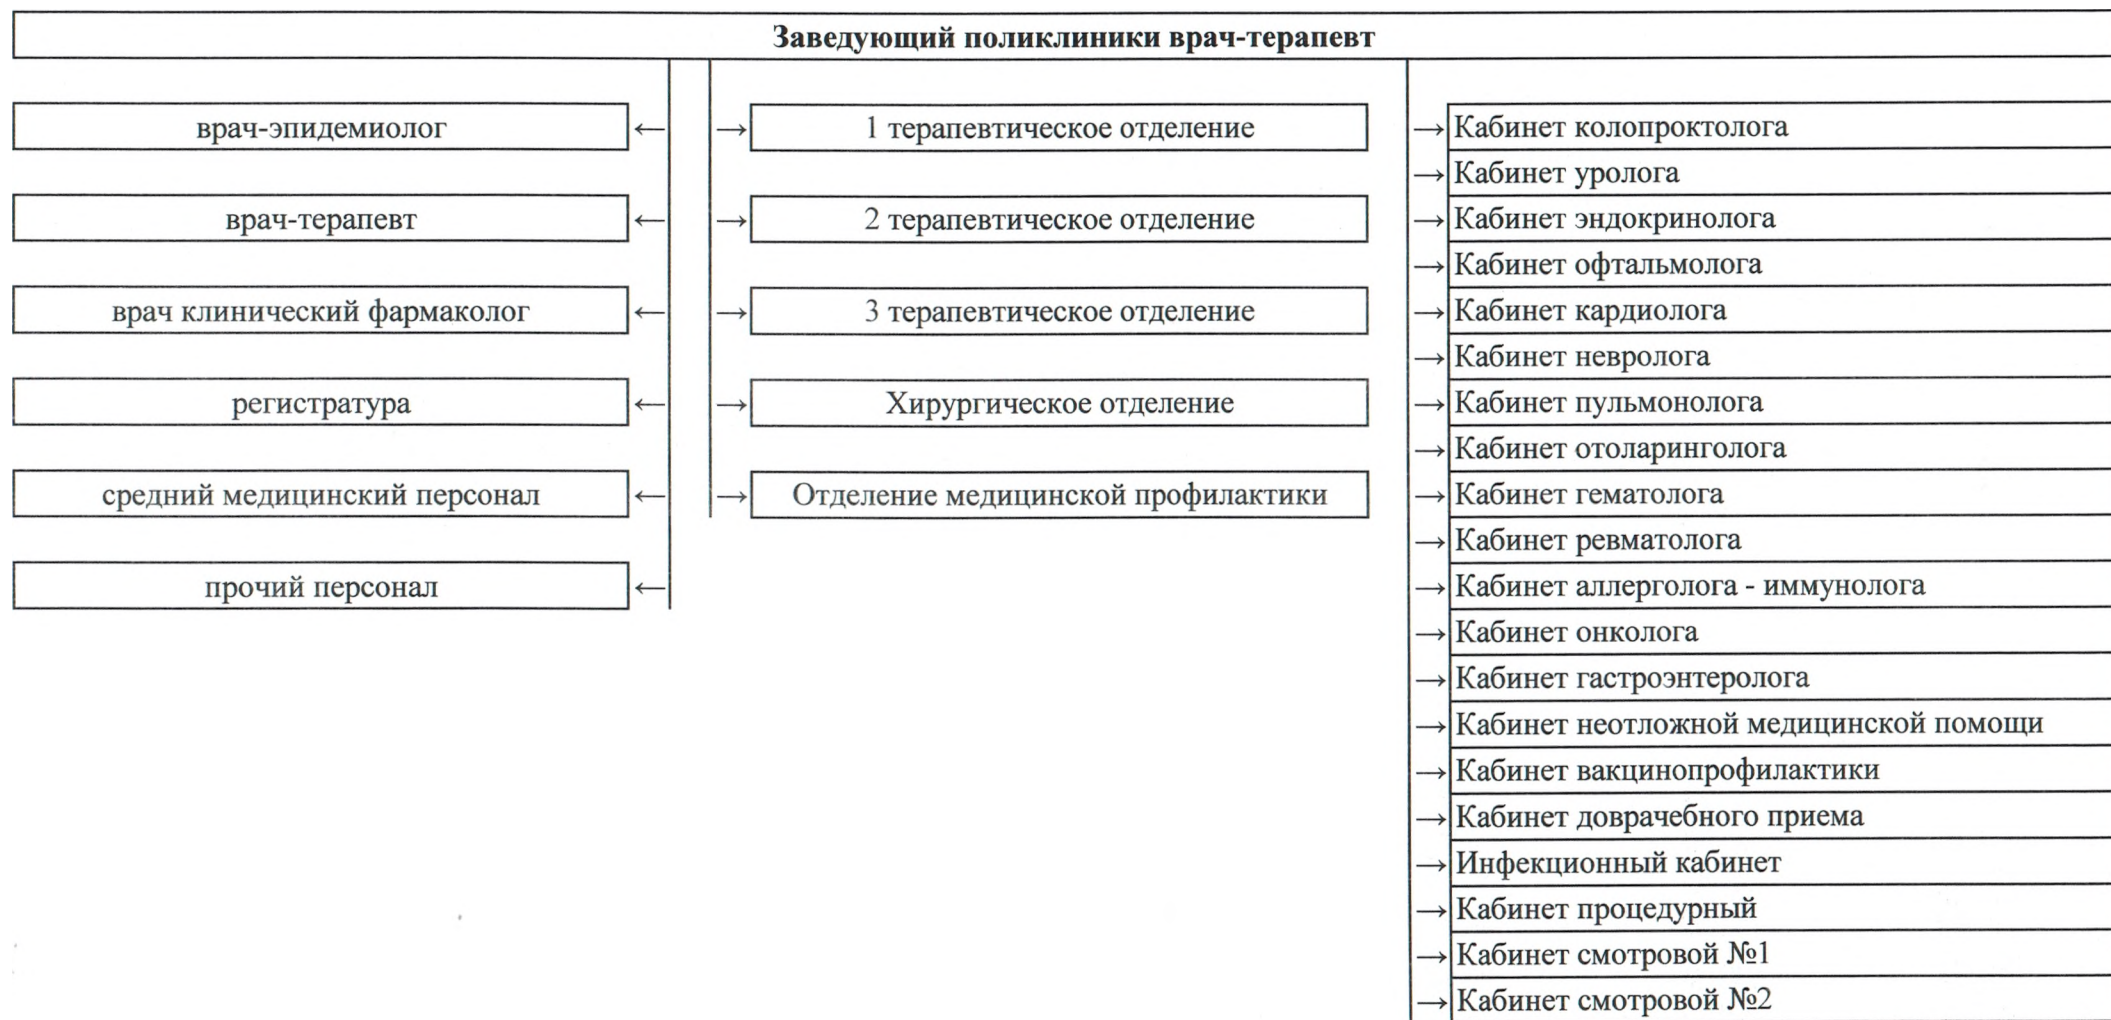 Заведующий поликлиники врач-терапевт
врач-эпидемиолог
врач-терапевт
врач клинический фармаколог
регистратура
средний медицинский персонал
прочий персонал
1 терапевтическое отделение
2 терапевтическое отделение
3 терапевтическое отделение
Хирургическое отделение
Отделение медицинской профилактики
Кабинет колопроктолога
Кабинет уролога
Кабинет эндокринолога
Кабинет офтальмолога
Кабинет кардиолога
Кабинет невролога
Кабинет пульмонолога
Кабинет отоларинголога
Кабинет гематолога
Кабинет ревматолога
Кабинет аллерголога - иммунолога
Кабинет онколога
Кабинет гастроэнтеролога
Кабинет неотложной медицинской помощи
Кабинет вакцинопрофилактики
Кабинет доврачебного приема
Инфекционный кабинет
Кабинет процедурный
Кабинет смотровой №1
Кабинет смотровой №2